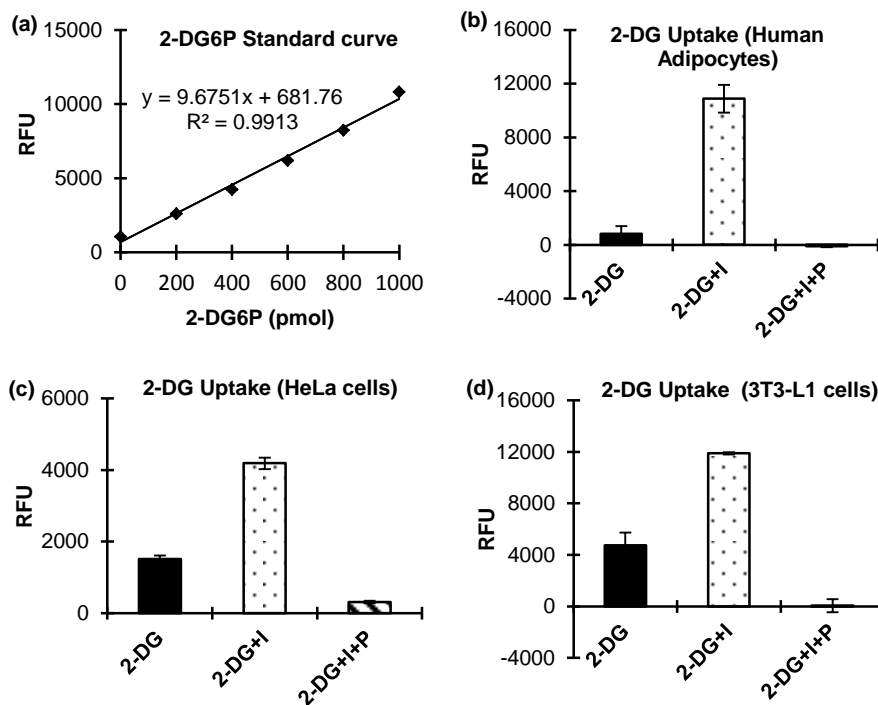 (a)
2-DG6P Standard curve
y = 9.6751x + 681.76
R² = 0.9913
15000
10000
5000
0
RFU
0 200 400 600 800 1000
2-DG6P (pmol)
(b)
2-DG Uptake (Human
Adipocytes)
16000
12000
8000
4000
0
-4000
RFU
2-DG
2-DG+I
2-DG+I+P
(c)
2-DG Uptake (HeLa cells)
6000
4000
2000
0
RFU
2-DG
2-DG+I
2-DG+I+P
(d)
2-DG Uptake (3T3-L1 cells)
16000
12000
8000
4000
0
-4000
RFU
2-DG
2-DG+I
2-DG+I+P